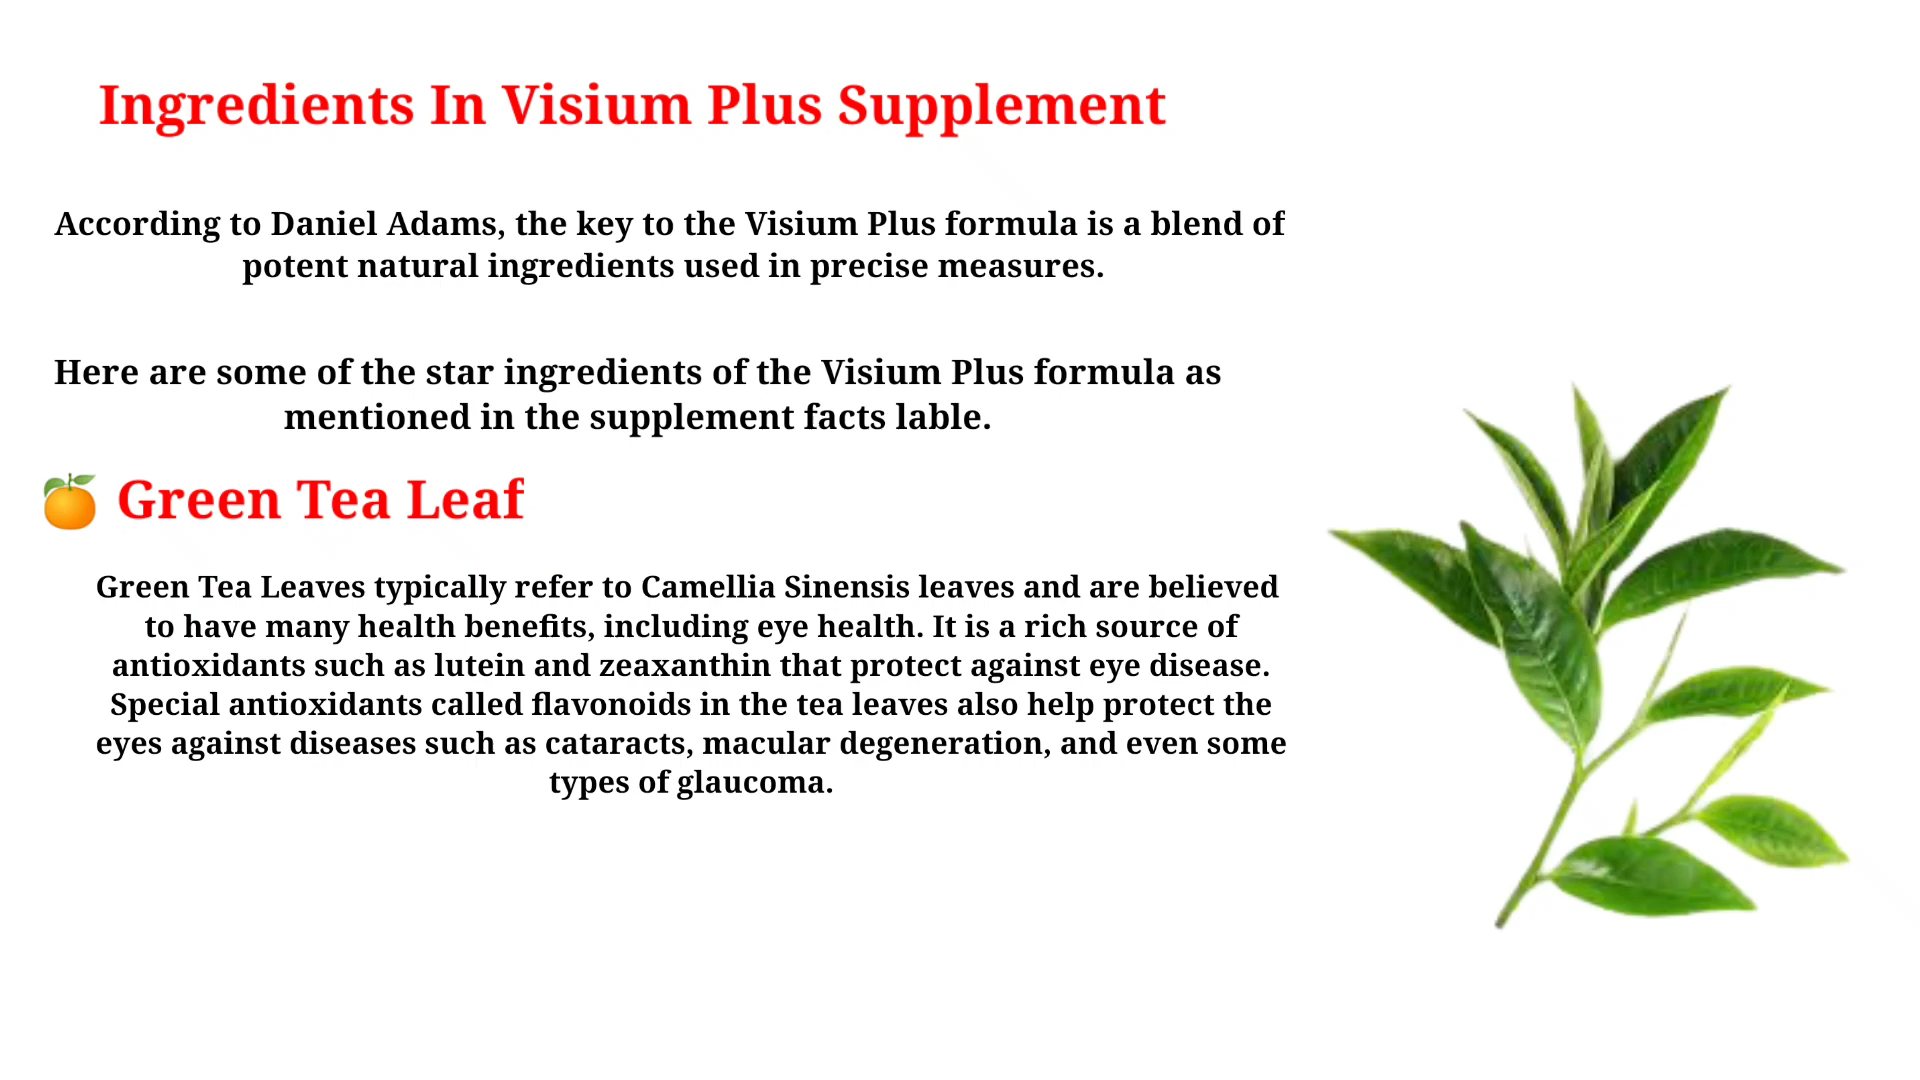 Ingredients In Visium Plus Supplement
According to Daniel Adams, the key to the Visium Plus formula is a blend of
potent natural ingredients used in precise measures.
Here are some of the star ingredients of the Visium Plus formula as
mentioned in the supplement facts lable.
Green Tea Leaf
Green Tea Leaves typically refer to Camellia Sinensis leaves and are believed
to have many health benefits, including eye health. It is a rich source of
antioxidants such as lutein and zeaxanthin that protect against eye disease.
Special antioxidants called flavonoids in the tea leaves also help protect the
eyes against diseases such as cataracts, macular degeneration, and even some
types of glaucoma.